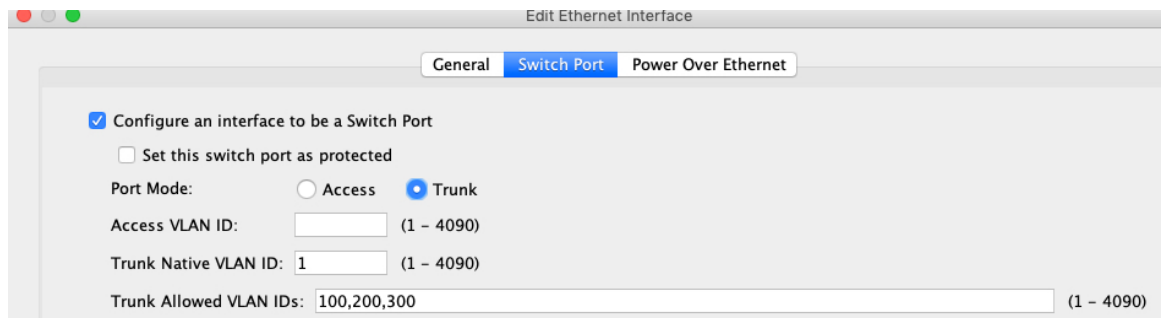 Edit Ethernet Interface
General Switch Port Power Over Ethernet
Configure an interface to be a Switch Port
Set this switch port as protected
Port Mode: Access Trunk
Access VLAN ID: (1 – 4090)
Trunk Native VLAN ID: 1 (1 – 4090)
Trunk Allowed VLAN IDs: 100,200,300 (1 – 4090)